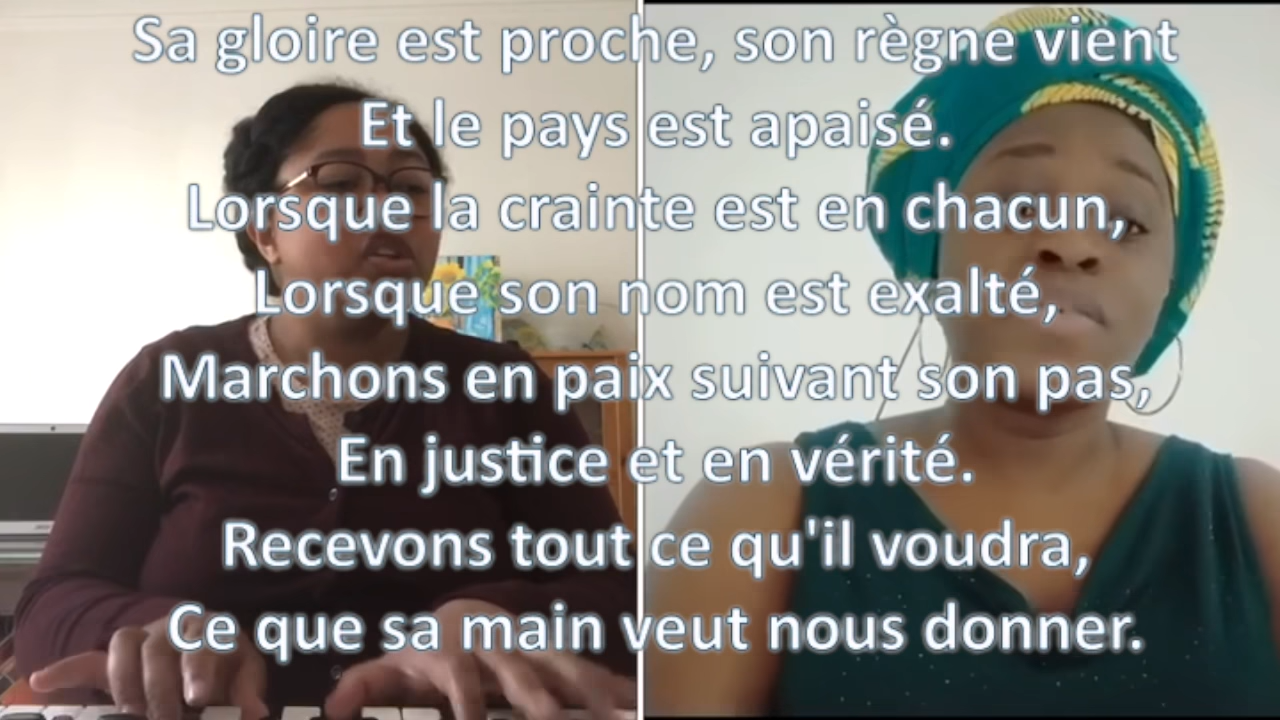 Sa gloire est proche, son règne vient
Et le pays est apaisé.
Lorsque la crainte est en chacun,
Lorsque son nom est exalté,
Marchons en paix suivant son pas,
En justice et en vérité.
Recevons tout ce qu'il voudra,
Ce que sa main veut nous donner.